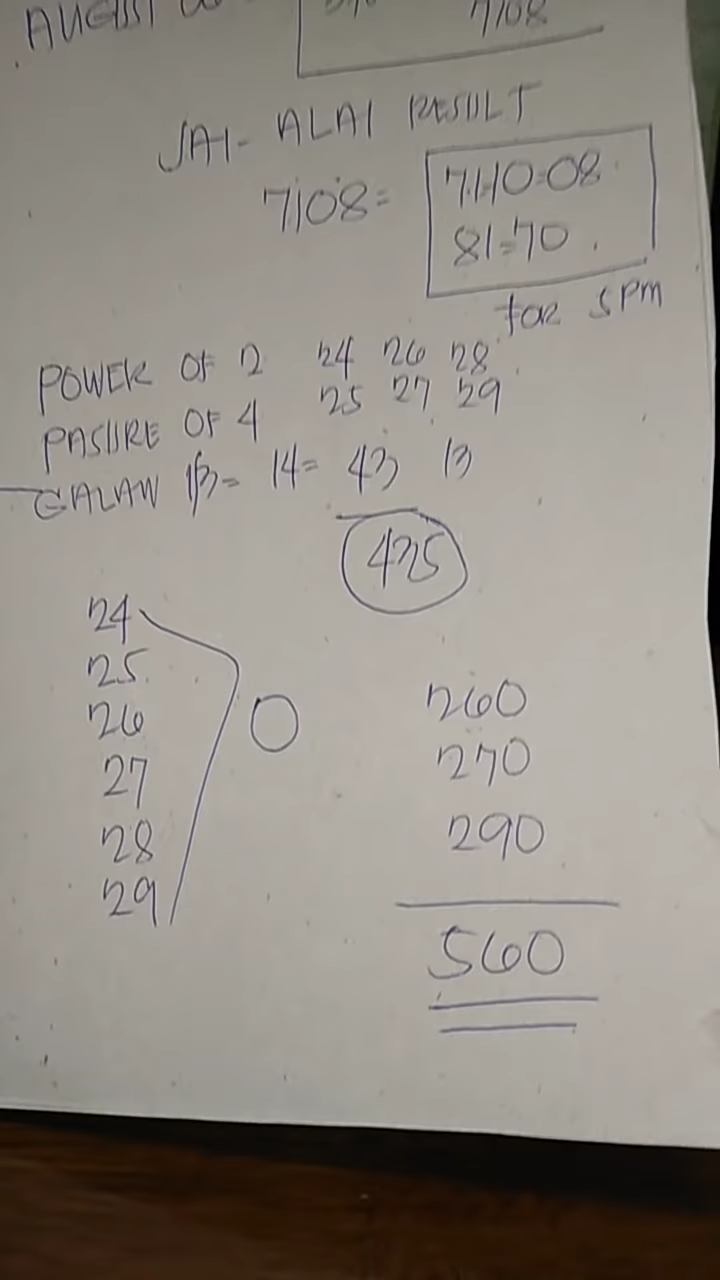 AUGUST
7108
JAI-ALAI RESULT
7108= 71-10-08
81=70.
for 5PM
POWER OF 2 24 26 28
PASURE OF 4 25 27 29
GALAW 13= 14= 43 13
435
24
25
26
27
28
29
0
260
270
290
560